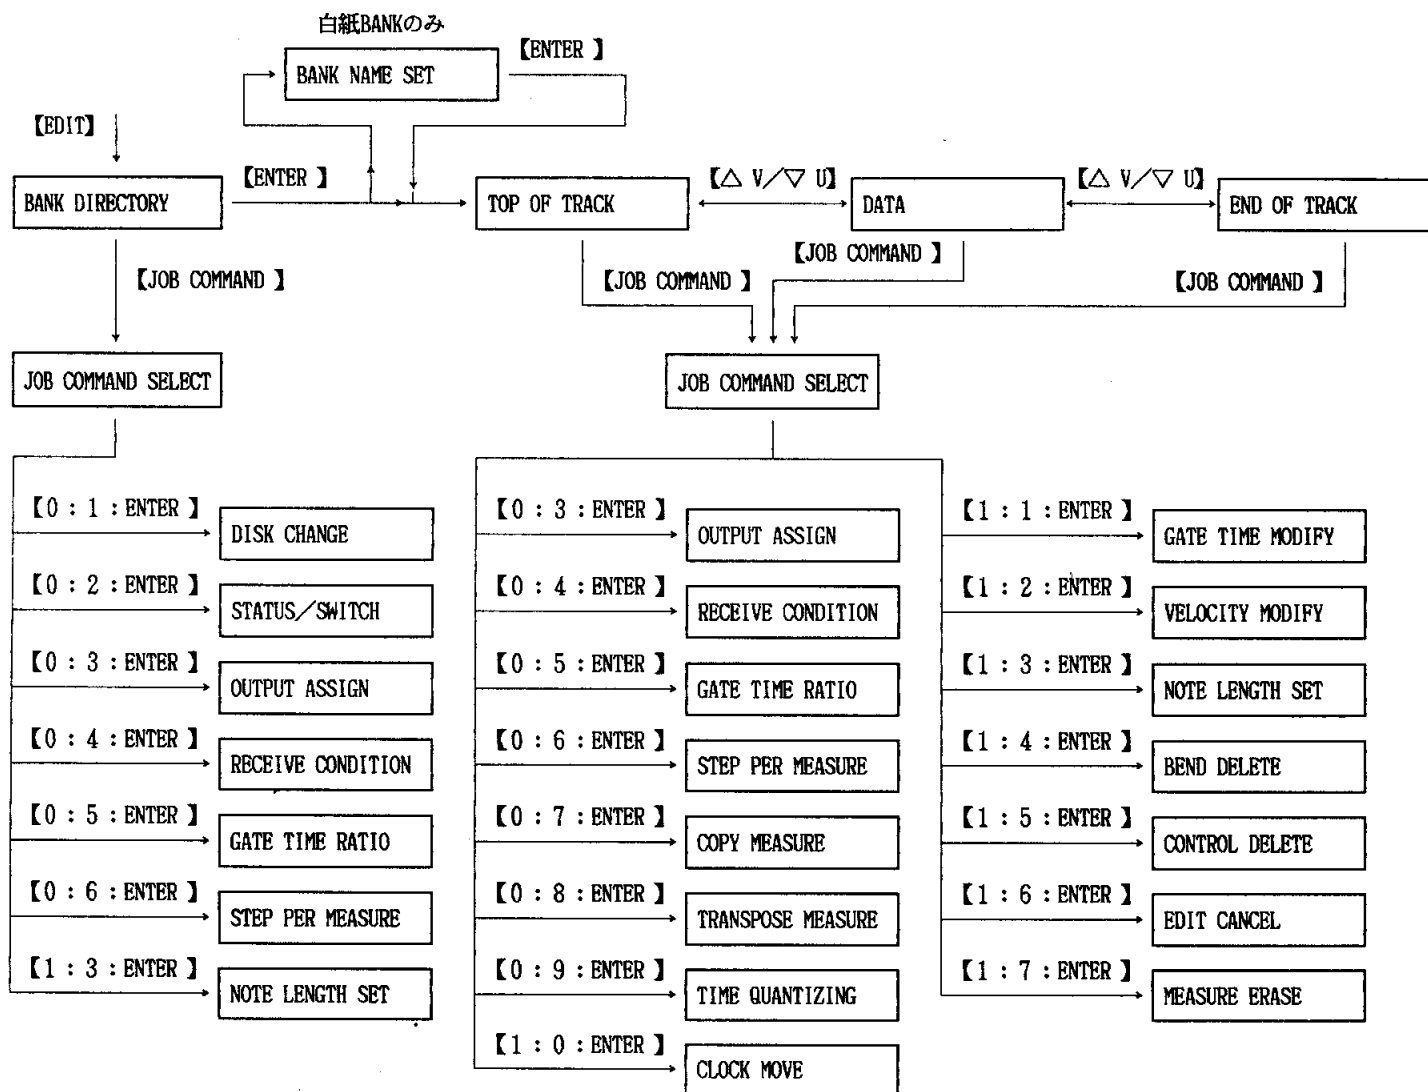 白紙BANKのみ
【ENTER 】
BANK NAME SET
【EDIT】
【ENTER 】
【△ V/▽ U】
【△ V/▽ U】
BANK DIRECTORY
TOP OF TRACK
DATA
END OF TRACK
【JOB COMMAND 】
【JOB COMMAND 】
【JOB COMMAND 】
【JOB COMMAND 】
JOB COMMAND SELECT
JOB COMMAND SELECT
【0 : 1 : ENTER 】
DISK CHANGE
【0 : 2 : ENTER 】
STATUS/SWITCH
【0 : 3 : ENTER 】
OUTPUT ASSIGN
【0 : 4 : ENTER 】
RECEIVE CONDITION
【0 : 5 : ENTER 】
GATE TIME RATIO
【0 : 6 : ENTER 】
STEP PER MEASURE
【1 : 3 : ENTER 】
NOTE LENGTH SET
【0 : 3 : ENTER 】
OUTPUT ASSIGN
【0 : 4 : ENTER 】
RECEIVE CONDITION
【0 : 5 : ENTER 】
GATE TIME RATIO
【0 : 6 : ENTER 】
STEP PER MEASURE
【0 : 7 : ENTER 】
COPY MEASURE
【0 : 8 : ENTER 】
TRANSPOSE MEASURE
【0 : 9 : ENTER 】
TIME QUANTIZING
【1 : 0 : ENTER 】
CLOCK MOVE
【1 : 1 : ENTER 】
GATE TIME MODIFY
【1 : 2 : ENTER 】
VELOCITY MODIFY
【1 : 3 : ENTER 】
NOTE LENGTH SET
【1 : 4 : ENTER 】
BEND DELETE
【1 : 5 : ENTER 】
CONTROL DELETE
【1 : 6 : ENTER 】
EDIT CANCEL
【1 : 7 : ENTER 】
MEASURE ERASE